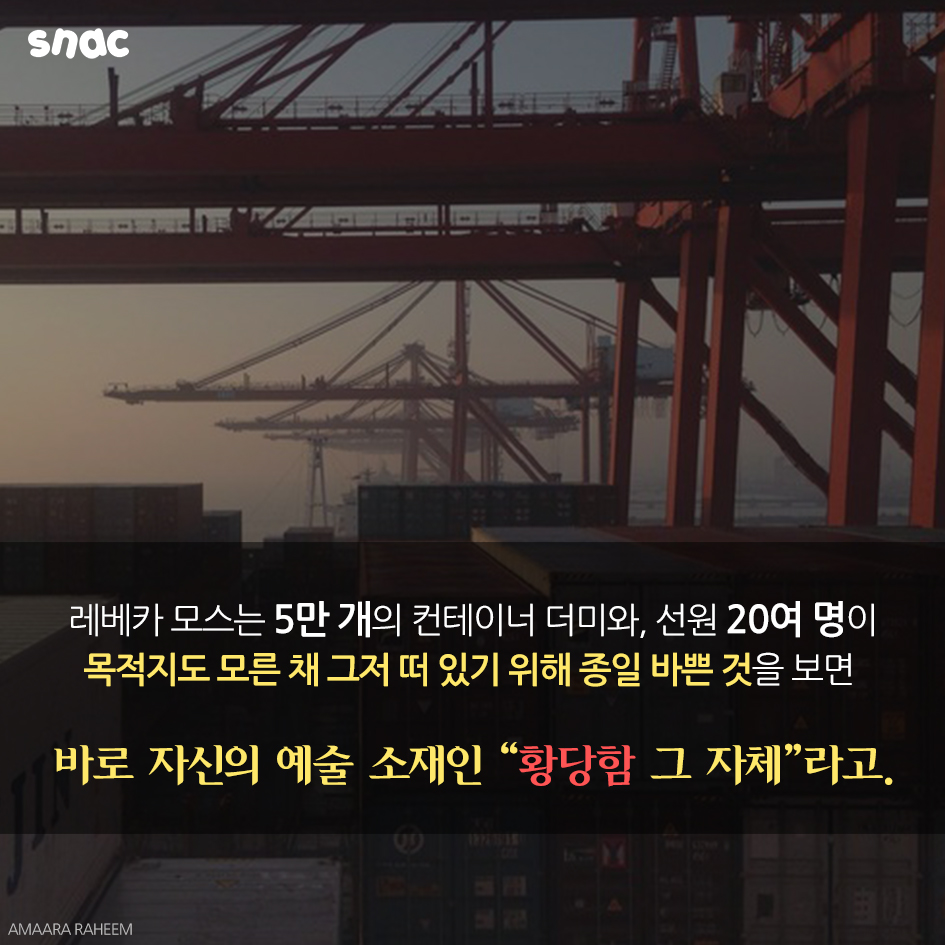 snac
레베카 모스는 5만 개의 컨테이너 더미와, 선원 20여 명이
목적지도 모른 채 그저 떠 있기 위해 종일 바쁜 것을 보면
바로 자신의 예술 소재인 “황당함 그 자체”라고.
AMAARA RAHEEM